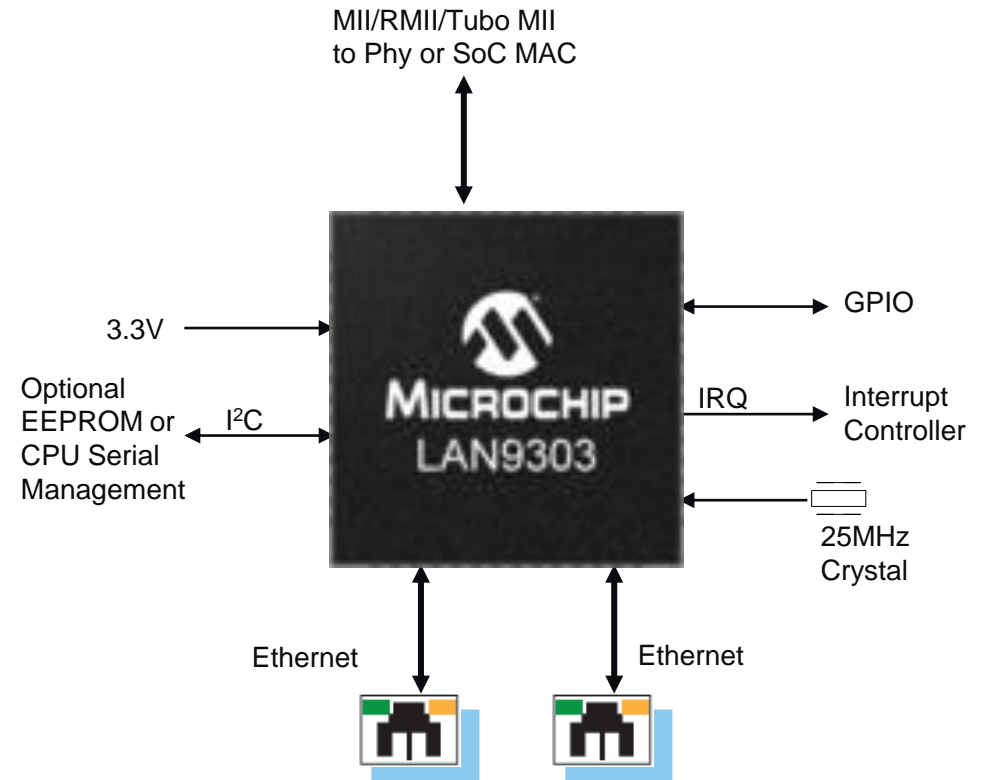 MII/RMII/Tubo MII
to Phy or SoC MAC
3.3V
GPIO
Optional
EEPROM or
CPU Serial
Management
I²C
MICROCHIP
LAN9303
IRQ
Interrupt
Controller
25MHz
Crystal
Ethernet
Ethernet